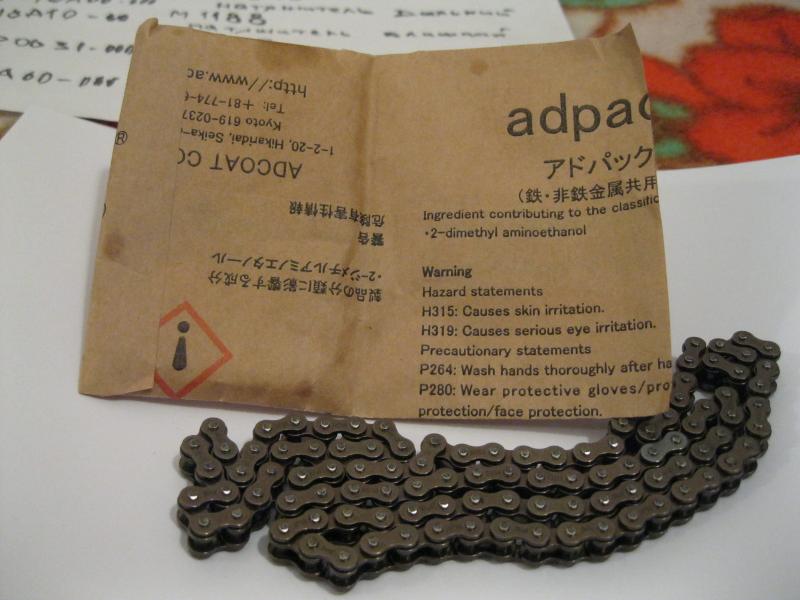 M1188
adpac
アドパック
(鉄・非鉄金属共用
Ingredient contributing to the classific
・2-dimethyl aminoethanol
Warning
Hazard statements
H315: Causes skin irritation.
H319: Causes serious eye irritation.
Precautionary statements
P264: Wash hands thoroughly after ha
P280: Wear protective gloves/pro
protection/face protection.
製品の分類に影響する成分
・2-ジメチルアミノエタノール
警告
危険有害性情報
ADCOAT CO
1-2-20, Hikaridai, Seika-
Kyoto 619-0237
Tel: +81-774-
http://www.ac
®